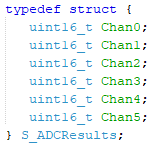 typedef struct {
    uint16_t Chan0;
    uint16_t Chan1;
    uint16_t Chan2;
    uint16_t Chan3;
    uint16_t Chan4;
    uint16_t Chan5;
} S_ADCResults;